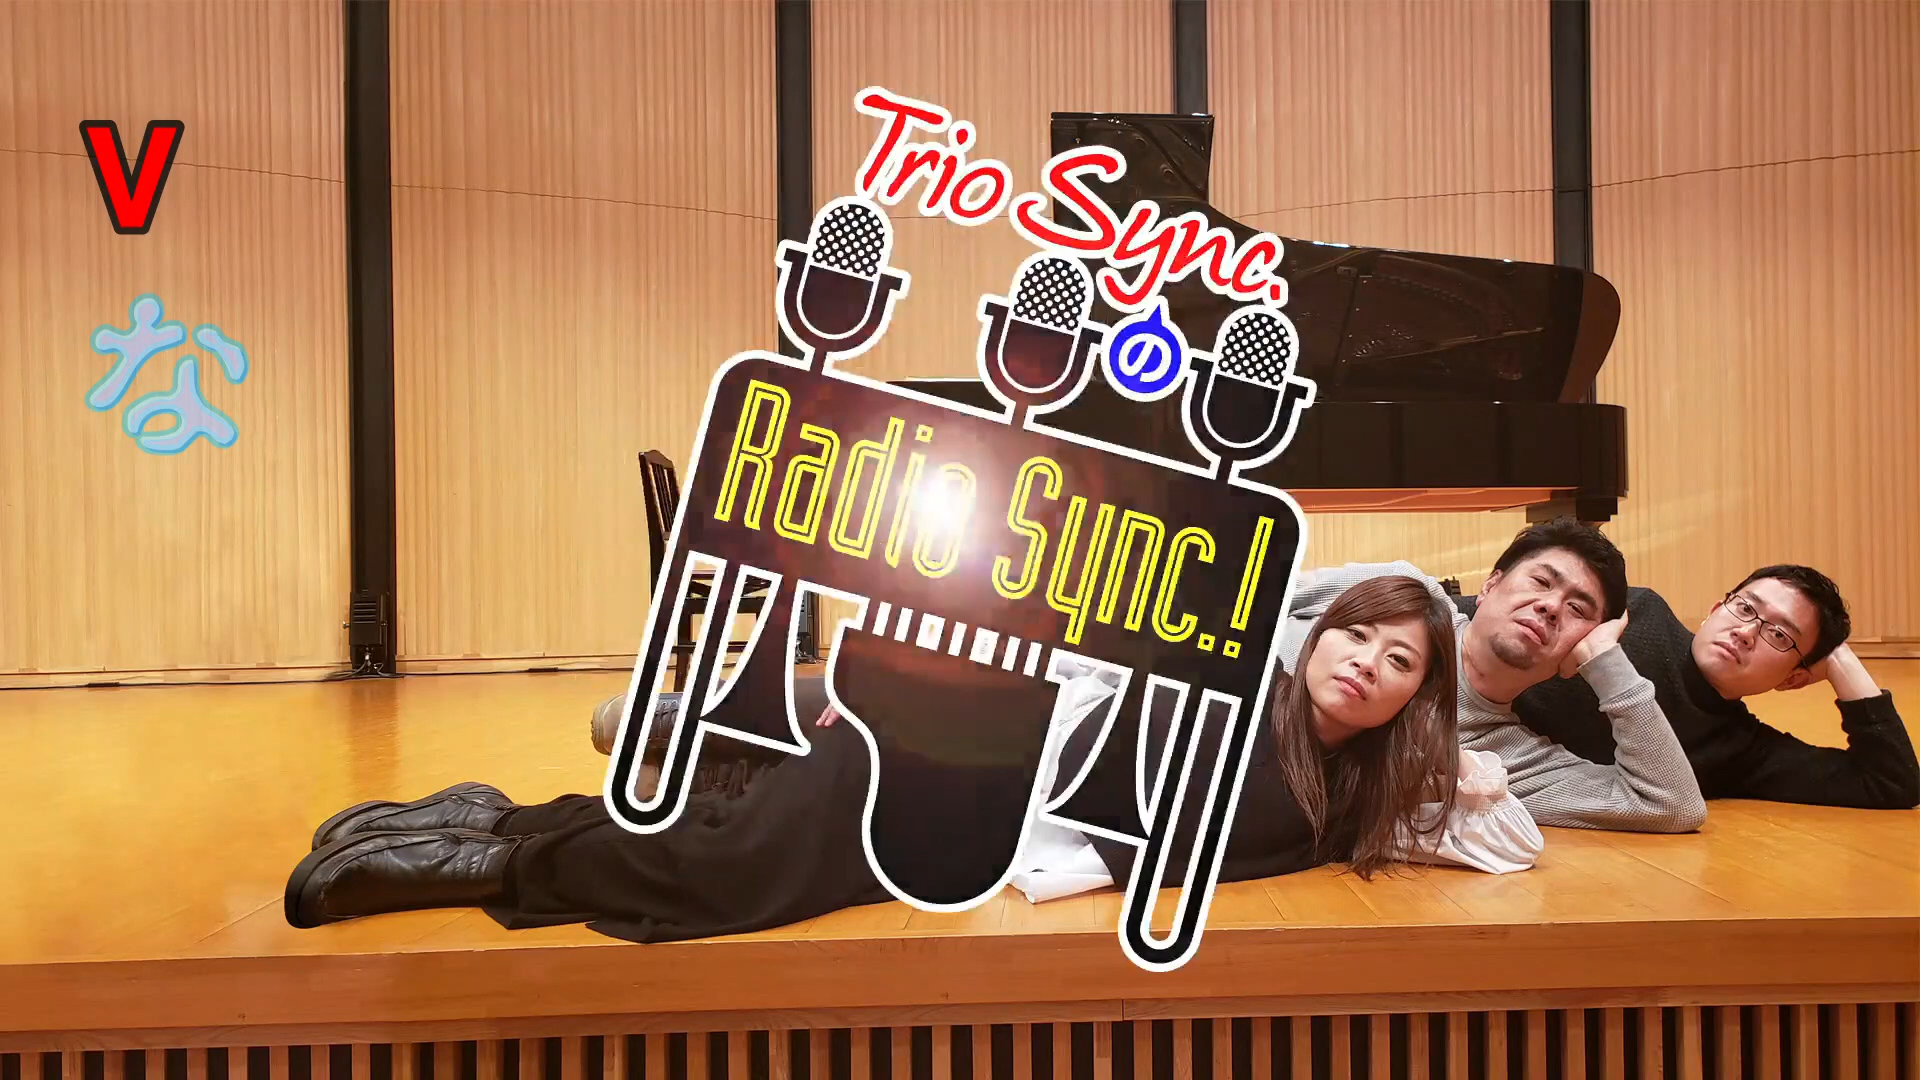 V
な
Trio Sync.
の
Radio Sync.!